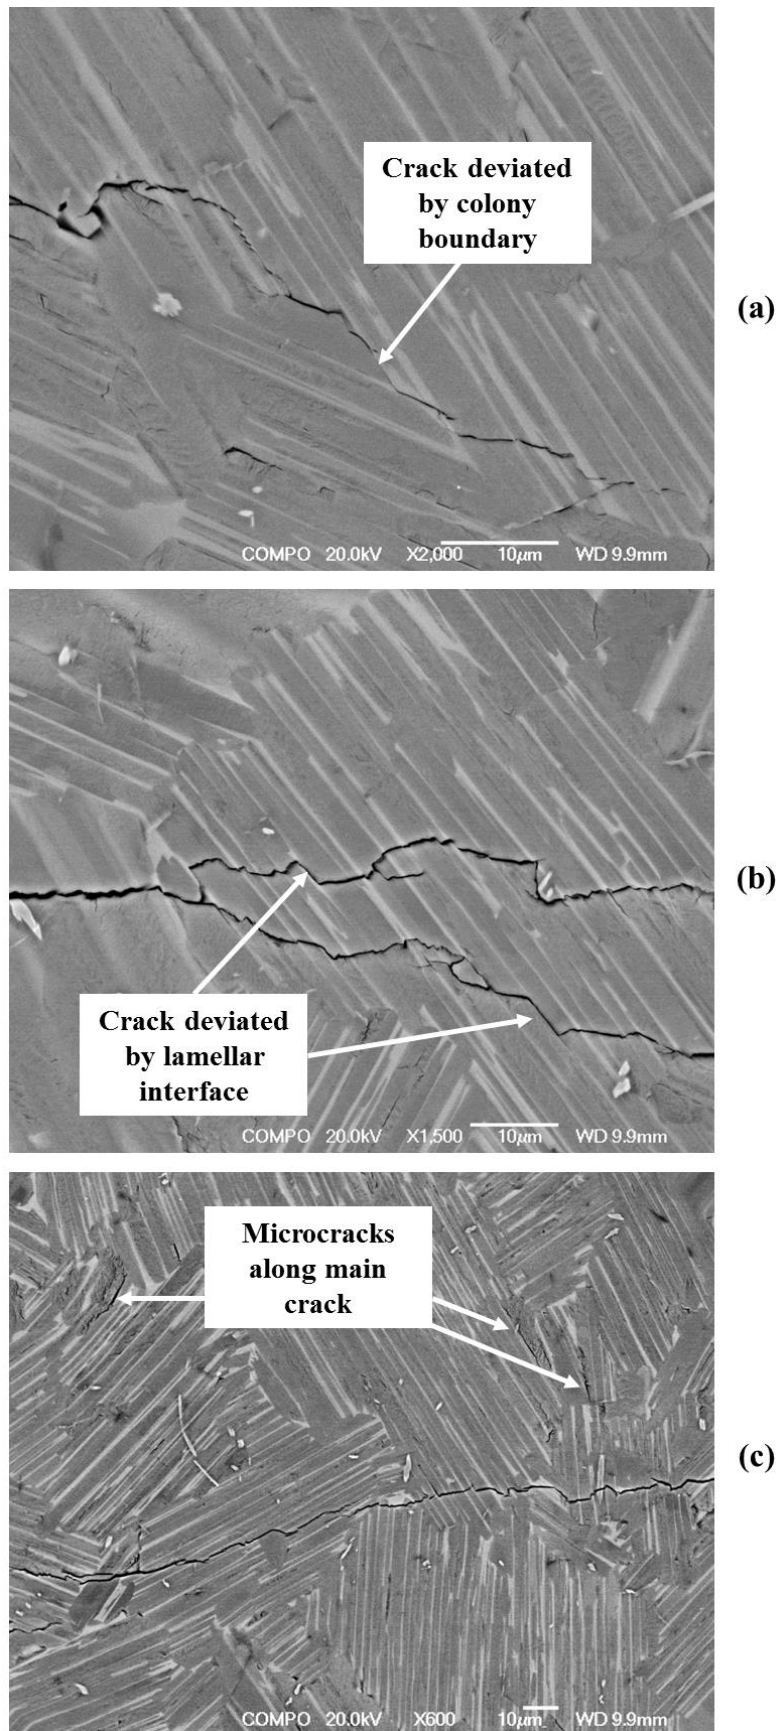 Crack deviated
by colony
boundary
(a)
COMPO 20.0kV X2,000 10μm WD 9.9mm
(b)
Crack deviated
by lamellar
interface
COMPO 20.0kV X1,500 10μm WD 9.9mm
Microcracks
along main
crack
(c)
COMPO 20.0kV X600 10μm WD 9.9mm